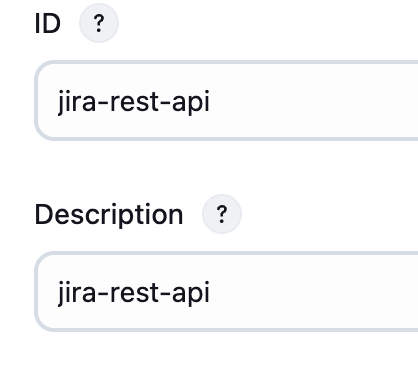 ID ?
jira-rest-api
Description ?
jira-rest-api